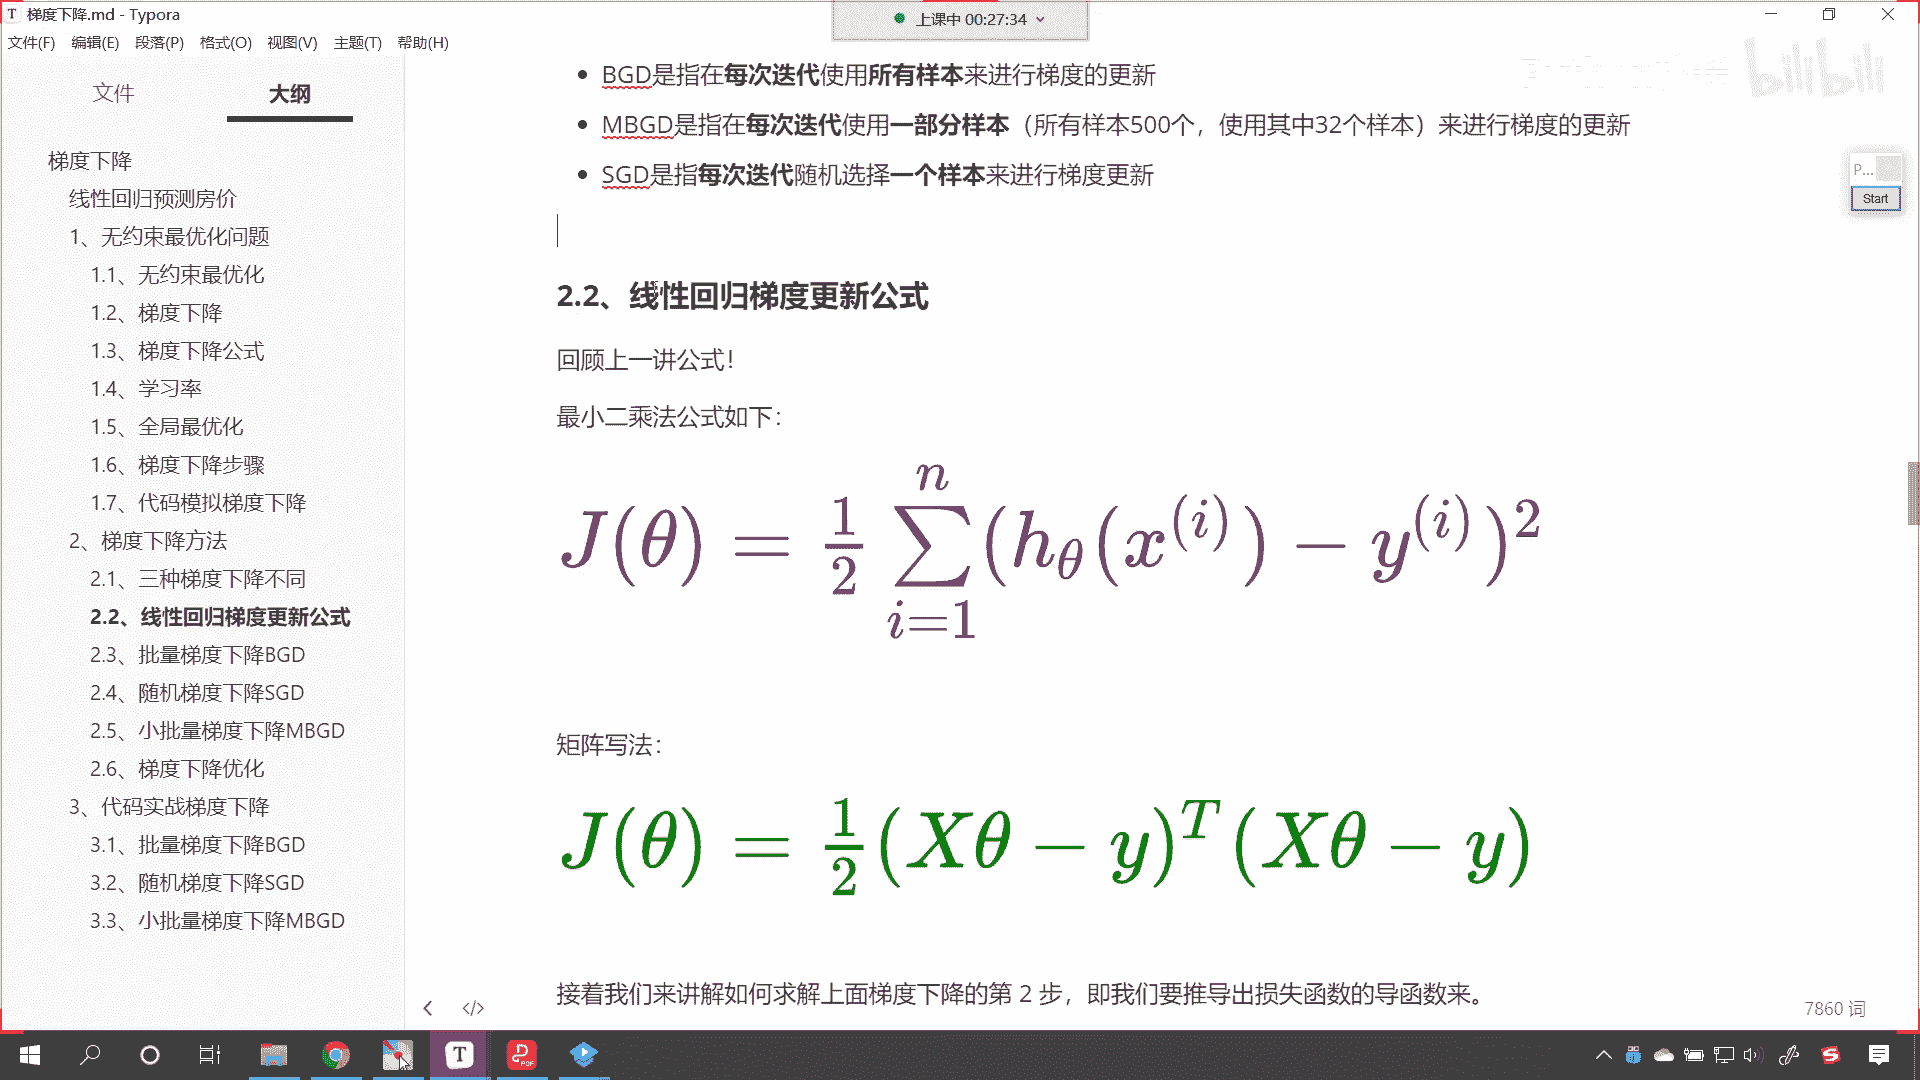 梯度下降.md - Typora
上课中 00:27:34
文件(F) 编辑(E) 段落(P) 格式(O) 视图(V) 主题(T) 帮助(H)
文件 大纲
梯度下降
线性回归预测房价
1、无约束最优化问题
1.1、无约束最优化
1.2、梯度下降
1.3、梯度下降公式
1.4、学习率
1.5、全局最优化
1.6、梯度下降步骤
1.7、代码模拟梯度下降
2、梯度下降方法
2.1、三种梯度下降不同
2.2、线性回归梯度更新公式
2.3、批量梯度下降BGD
2.4、随机梯度下降SGD
2.5、小批量梯度下降MBGD
2.6、梯度下降优化
3、代码实战梯度下降
3.1、批量梯度下降BGD
3.2、随机梯度下降SGD
3.3、小批量梯度下降MBGD
BGD是指在每次迭代使用所有样本来进行梯度的更新
MBGD是指在每次迭代使用一部分样本（所有样本500个，使用其中32个样本）来进行梯度的更新
SGD是指每次迭代随机选择一个样本来进行梯度更新
2.2、线性回归梯度更新公式
回顾上一讲公式！
最小二乘法公式如下：
J(θ) = \frac{1}{2} \sum_{i=1}^{n} (h_θ(x^{(i)}) - y^{(i)})^2
矩阵写法：
J(θ) = \frac{1}{2} (Xθ - y)^T (Xθ - y)
接着我们来讲解如何求解上面梯度下降的第 2 步，即我们要推导出损失函数的导函数来。
7860 词
bilibili
P...
Start